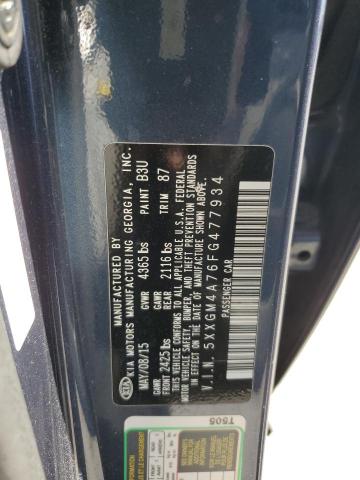 MANUFACTURED BY
KIA KIA MOTORS MANUFACTURING GEORGIA, INC.
MAY/08/15 GVWR 4365 lbs PAINT B3U
GAWR FRONT 2425 lbs GAWR REAR 2116 lbs TRIM 87
THIS VEHICLE CONFORMS TO ALL APPLICABLE U.S.A. FEDERAL
MOTOR VEHICLE SAFETY, BUMPER, AND THEFT PREVENTION STANDARDS
IN EFFECT ON THE DATE OF MANUFACTURE SHOWN ABOVE.
V.I.N. 5XXGM4A76FG477934
PASSENGER CAR
T505